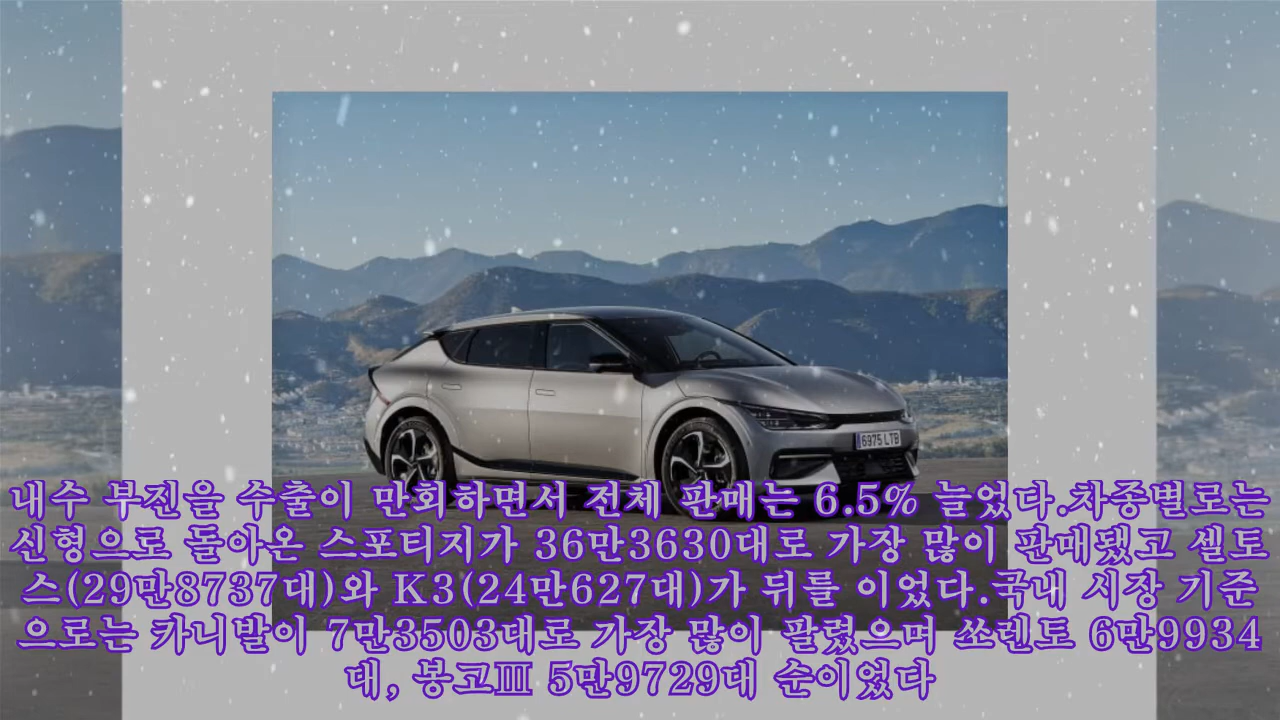 6975 LTB
내수 부진을 수출이 만회하면서 전체 판매는 6.5% 늘었다.차종별로는
신형으로 돌아온 스포티지가 36만3630대로 가장 많이 판매됐고 셀토
스(29만8737대)와 K3(24만627대)가 뒤를 이었다.국내 시장 기준
으로는 카니발이 7만3503대로 가장 많이 팔렸으며 쏘렌토 6만9934
대, 봉고Ⅲ 5만9729대 순이었다